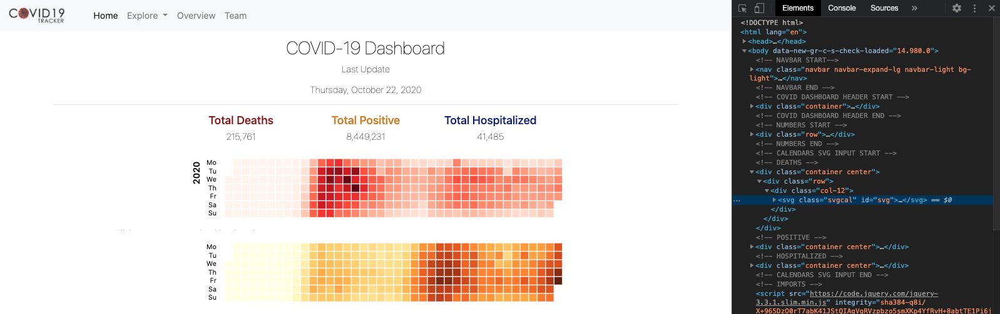 COVID19
TRACKER
Home Explore Overview Team
COVID-19 Dashboard
Last Update
Thursday, October 22, 2020
Total Deaths Total Positive Total Hospitalized
215,761 8,449,231 41,485
2020
Mo
Tu
We
Th
Fr
Sa
Su
Mo
Tu
We
Th
Fr
Sa
Su
Elements Console Sources »
<!DOCTYPE html>
<html lang="en">
<head>…</head>
<body data-new-gr-c-s-check-loaded="14.980.0">
<!-- NAVBAR START-->
<nav class="navbar navbar-expand-lg navbar-light bg-
light">…</nav>
<!-- NAVBAR END -->
<!-- COVID DASHBOARD HEADER START -->
<div class="container">…</div>
<!-- COVID DASHBOARD HEADER END -->
<!-- NUMBERS START -->
<div class="row">…</div>
<!-- NUMBERS END -->
<!-- CALENDARS SVG INPUT START -->
<!-- DEATHS -->
<div class="container center">
<div class="row">
<div class="col-12">
<svg class="svgcal" id="svg">…</svg> == $0
</div>
</div>
</div>
<!-- POSITIVE -->
<div class="container center">…</div>
<!-- HOSPITALIZED -->
<div class="container center">…</div>
<!-- CALENDARS SVG INPUT END -->
<!-- IMPORTS -->
<script src="https://code.jquery.com/jquery-
3.3.1.slim.min.js" integrity="sha384-q8i/
X+965DzO0rT7abK41JStQIAqVgRVzpbzo5smXKp4YfRvH+8abtTE1Pi6j